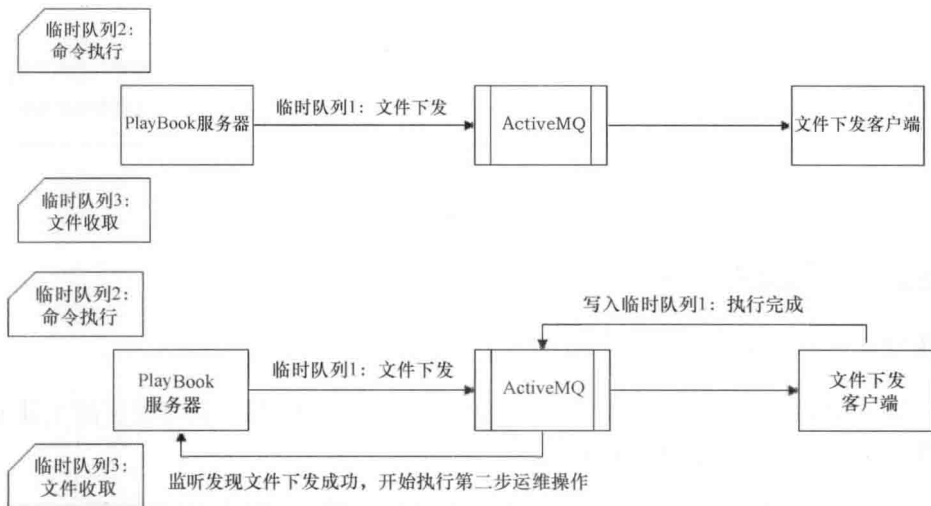 临时队列2：
命令执行
PlayBook服务器
临时队列1：文件下发
ActiveMQ
文件下发客户端
临时队列3：
文件收取
临时队列2：
命令执行
写入临时队列1：执行完成
PlayBook
服务器
临时队列1：文件下发
ActiveMQ
文件下发
客户端
临时队列3：
文件收取
监听发现文件下发成功，开始执行第二步运维操作